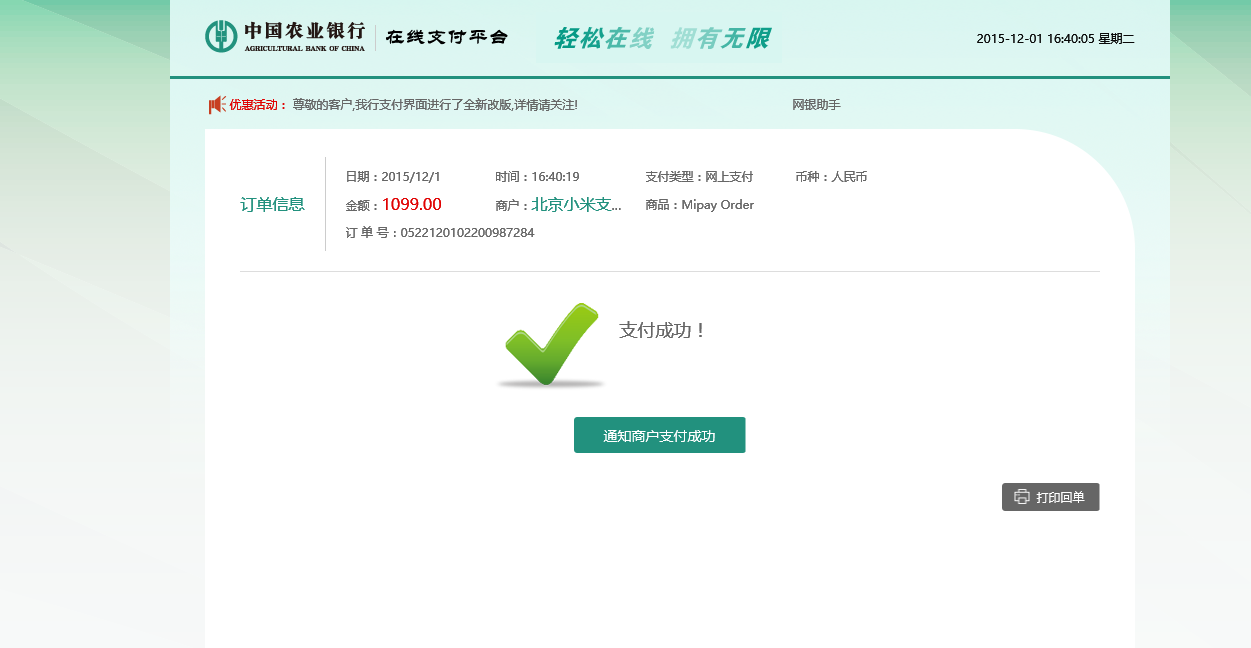 中国农业银行 在线支付平台 轻松在线 拥有无限 2015-12-01 16:40:05 星期二
AGRICULTURAL BANK OF CHINA
优惠活动： 尊敬的客户,我行支付界面进行了全新改版,详情请关注! 网银助手
日期：2015/12/1 时间：16:40:19 支付类型：网上支付 币种：人民币
订单信息 金额：1099.00 商户：北京小米支... 商品：Mipay Order
订 单 号：0522120102200987284
支付成功！
通知商户支付成功
打印回单